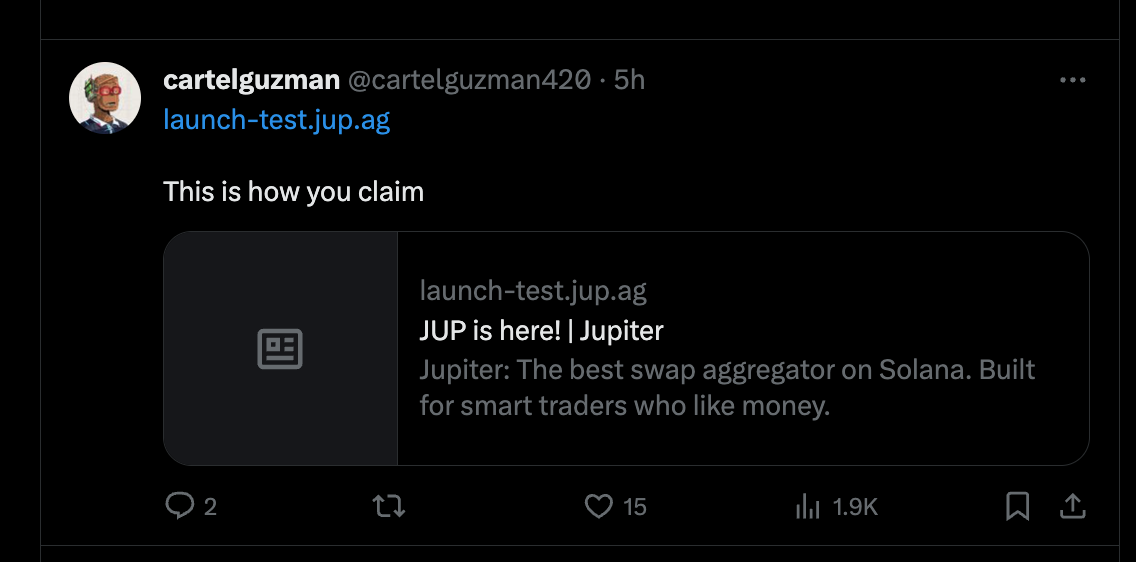 cartelguzman @cartelguzman420 · 5h
launch-test.jup.ag
This is how you claim
launch-test.jup.ag
JUP is here! | Jupiter
Jupiter: The best swap aggregator on Solana. Built
for smart traders who like money.
2 15 1.9K